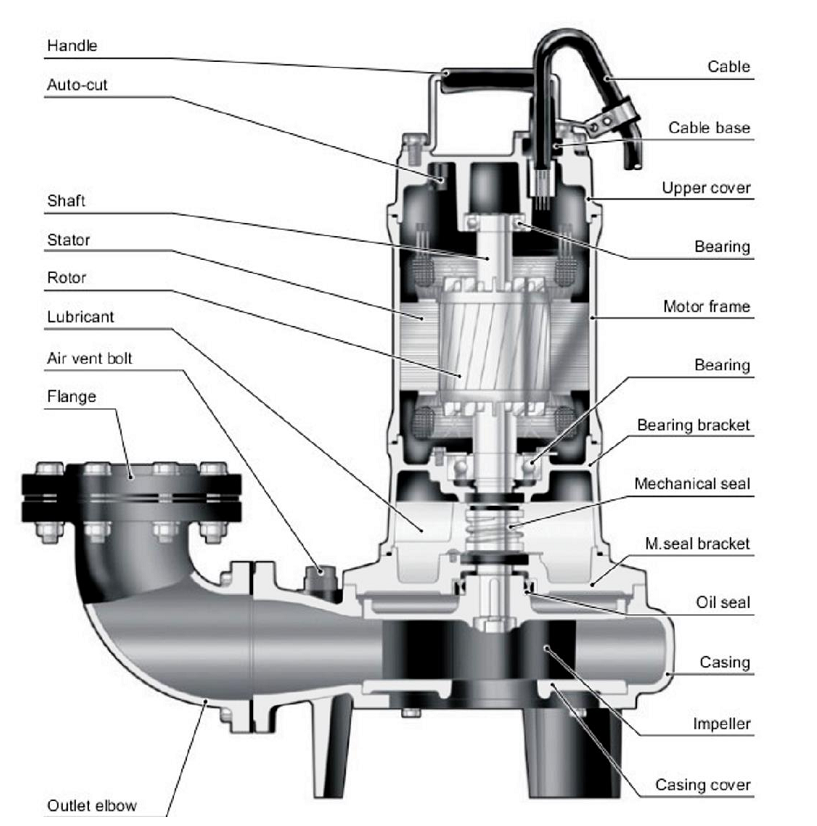 Handle
Auto-cut
Shaft
Stator
Rotor
Lubricant
Air vent bolt
Flange
Outlet elbow
Cable
Cable base
Upper cover
Bearing
Motor frame
Bearing
Bearing bracket
Mechanical seal
M.seal bracket
Oil seal
Casing
Impeller
Casing cover